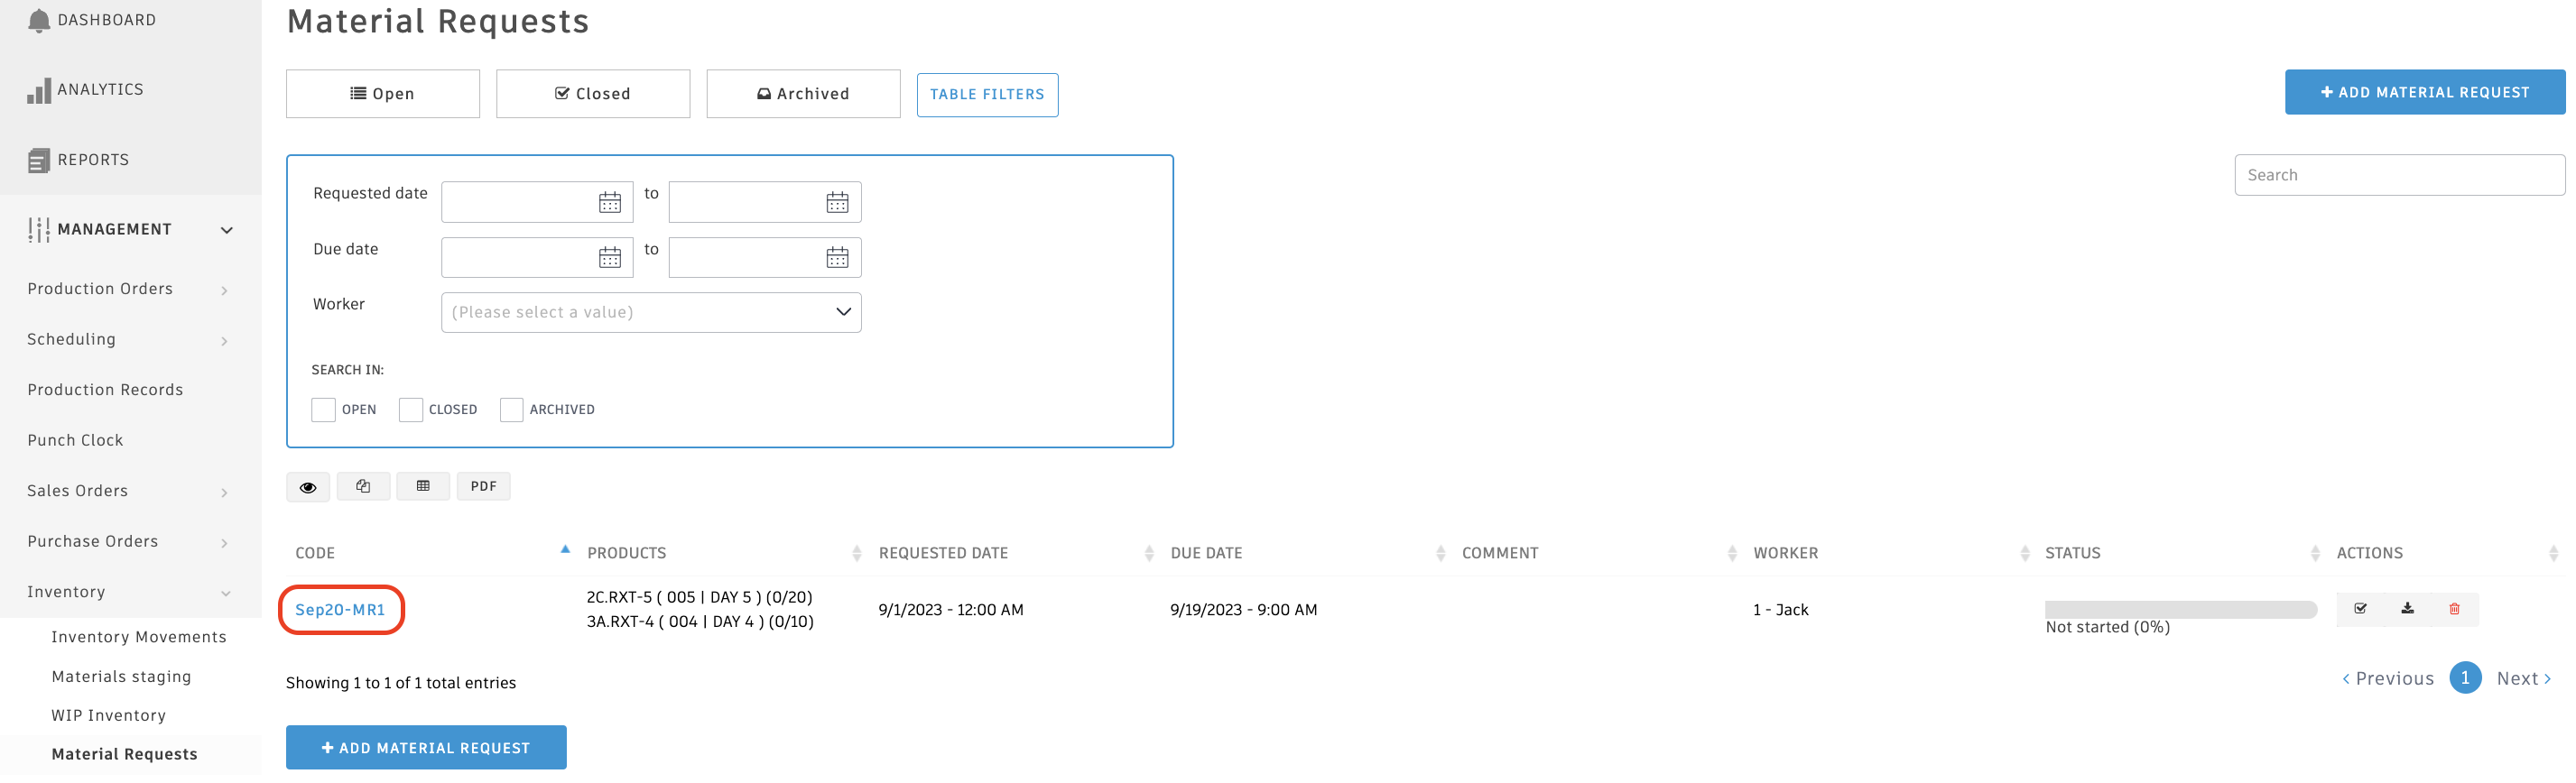 DASHBOARD
ANALYTICS
REPORTS
MANAGEMENT
Production Orders
Scheduling
Production Records
Punch Clock
Sales Orders
Purchase Orders
Inventory
Inventory Movements
Materials staging
WIP Inventory
Material Requests
Material Requests
Open Closed Archived TABLE FILTERS
+ ADD MATERIAL REQUEST
Search
Requested date to
Due date to
Worker (Please select a value)
SEARCH IN:
OPEN CLOSED ARCHIVED
PDF
CODE PRODUCTS REQUESTED DATE DUE DATE COMMENT WORKER STATUS ACTIONS
Sep20-MR1 2C.RXT-5 ( 005 | DAY 5 ) (0/20) 9/1/2023 - 12:00 AM 9/19/2023 - 9:00 AM 1 - Jack
3A.RXT-4 ( 004 | DAY 4 ) (0/10) Not started (0%)
Showing 1 to 1 of 1 total entries
‹ Previous 1 Next ›
+ ADD MATERIAL REQUEST